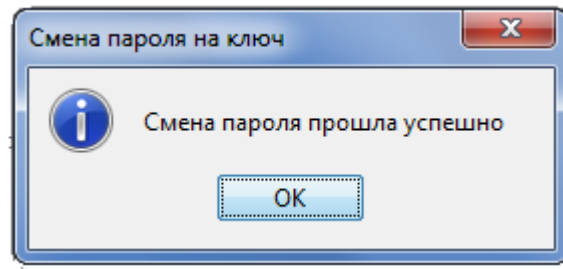 Смена пароля на ключ
Смена пароля прошла успешно
OK